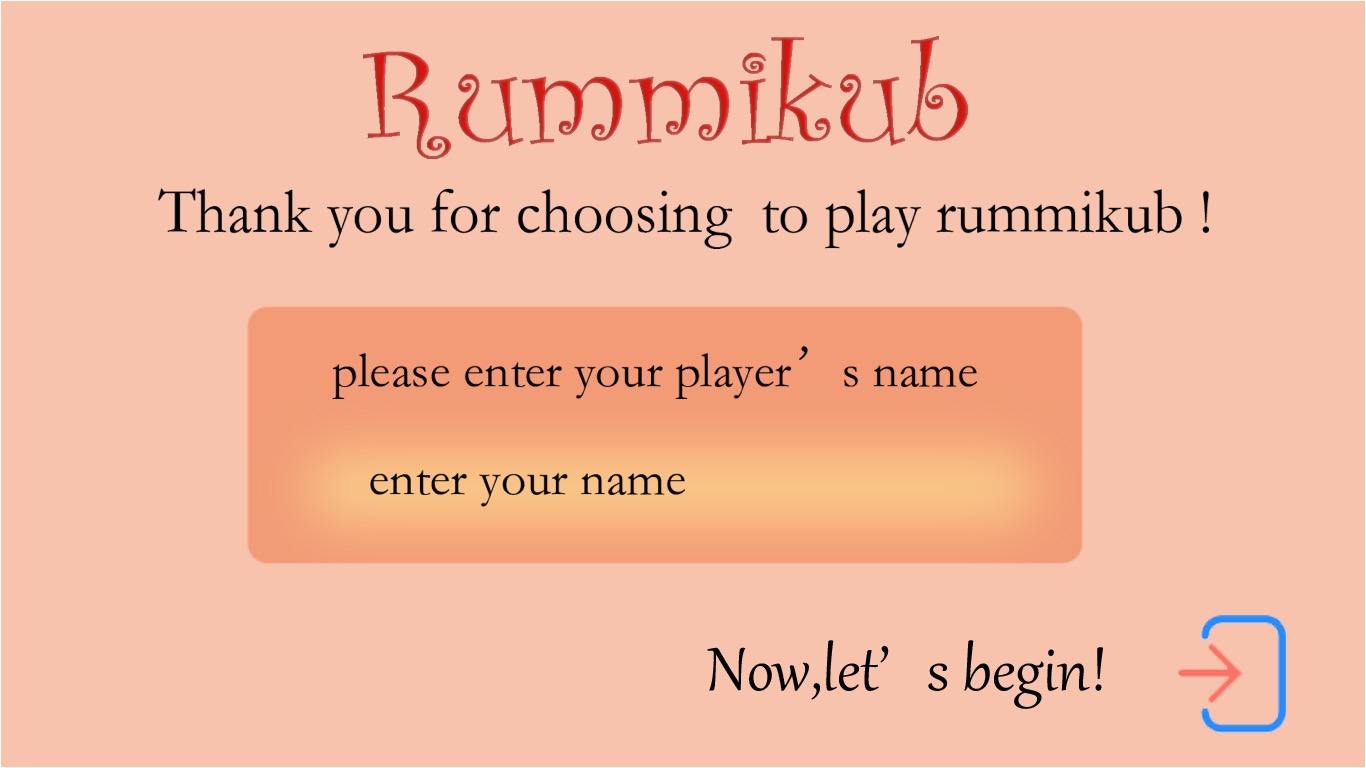 Rummikub
Thank you for choosing  to play rummikub !
please enter your player’s name
enter your name
Now,let’s begin!